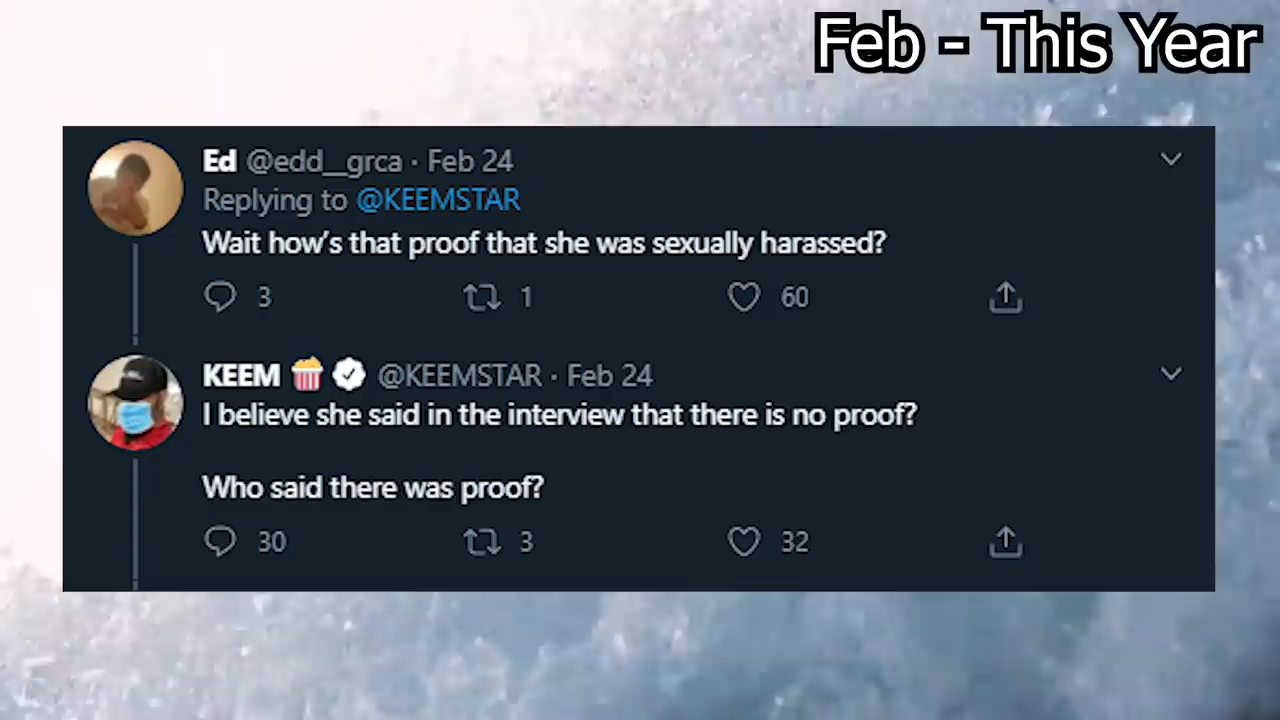 Feb - This Year
Ed @edd__grca · Feb 24
Replying to @KEEMSTAR
Wait how's that proof that she was sexually harassed?
3 1 60
KEEM 🍿 @KEEMSTAR · Feb 24
I believe she said in the interview that there is no proof?
Who said there was proof?
30 3 32